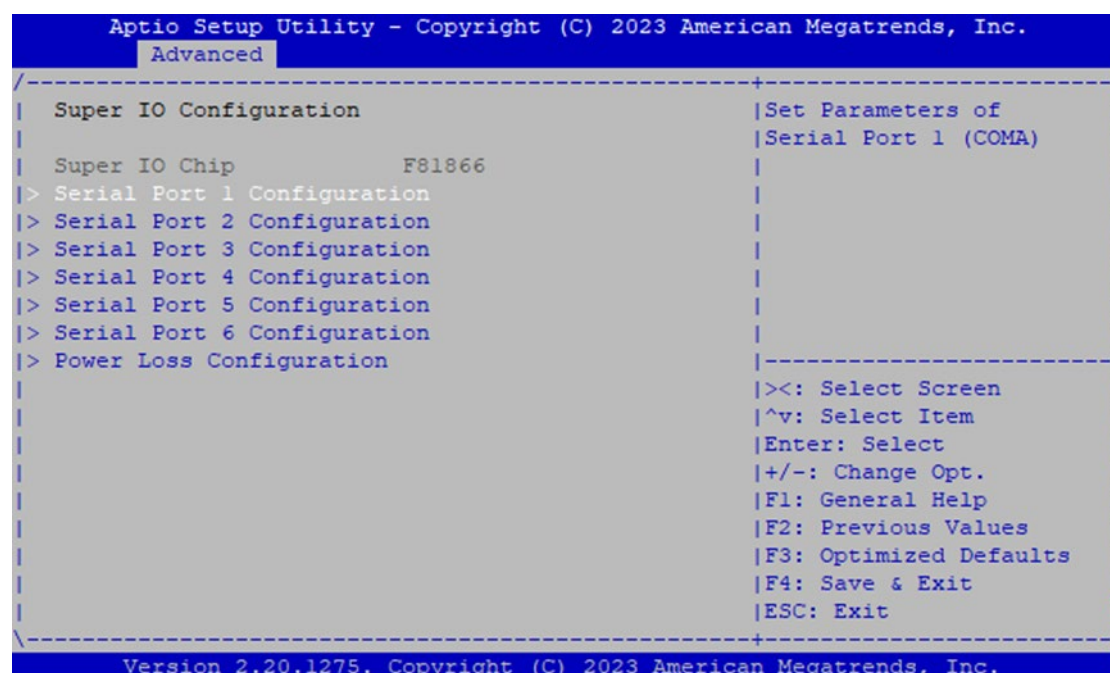 Aptio Setup Utility – Copyright (C) 2023 American Megatrends, Inc.
Advanced
Super IO Configuration
Super IO Chip F81866
> Serial Port 1 Configuration
> Serial Port 2 Configuration
> Serial Port 3 Configuration
> Serial Port 4 Configuration
> Serial Port 5 Configuration
> Serial Port 6 Configuration
> Power Loss Configuration
Set Parameters of
Serial Port 1 (COMA)
><: Select Screen
^v: Select Item
Enter: Select
+/-: Change Opt.
F1: General Help
F2: Previous Values
F3: Optimized Defaults
F4: Save & Exit
ESC: Exit
Version 2.20.1275. Copyright (C) 2023 American Megatrends, Inc.